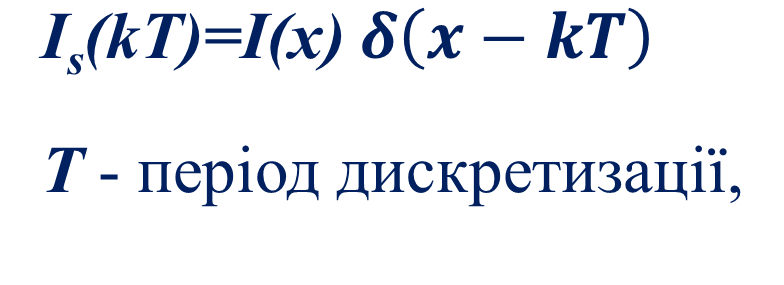 Iₛ(kT)=I(x) δ(x − kT)
T - період дискретизації,